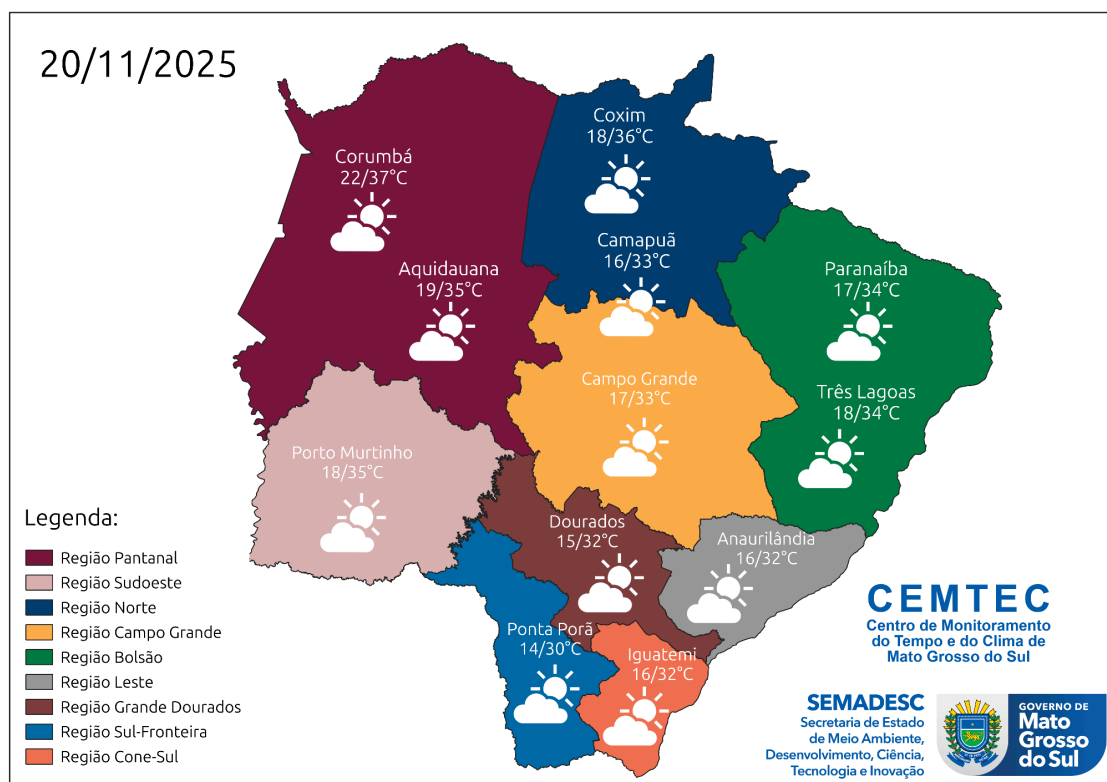 20/11/2025
Coxim
18/36°C
Corumbá
22/37°C
Camapuã
16/33°C
Aquidauana
19/35°C
Paranaíba
17/34°C
Campo Grande
17/33°C
Três Lagoas
18/34°C
Porto Murtinho
18/35°C
Dourados
15/32°C
Anaurilândia
16/32°C
Ponta Porã
14/30°C
Iguatemi
16/32°C
Legenda:
Região Pantanal
Região Sudoeste
Região Norte
Região Campo Grande
Região Bolsão
Região Leste
Região Grande Dourados
Região Sul-Fronteira
Região Cone-Sul
CEMTEC
Centro de Monitoramento
do Tempo e do Clima de
Mato Grosso do Sul
SEMADESC
Secretaria de Estado
de Meio Ambiente,
Desenvolvimento, Ciência,
Tecnologia e Inovação
GOVERNO DE
Mato
Grosso
do Sul